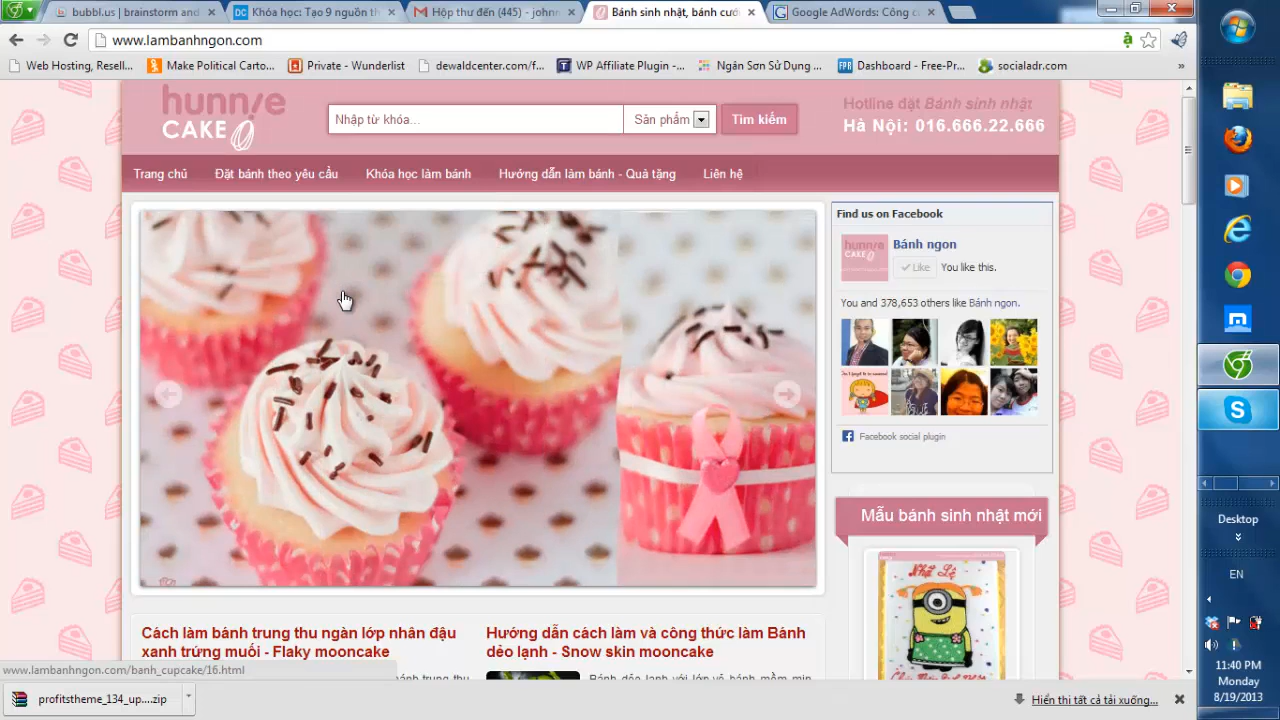 bubbl.us | brainstorm and
Khóa học: Tạo 9 nguồn th
Hộp thư đến (445) - johnr
Bánh sinh nhật, bánh cướ
Google AdWords: Công c
www.lambanhngon.com
Web Hosting, Resell...
Make Political Carto...
Private - Wunderlist
dewaldcenter.com/f...
WP Affiliate Plugin -...
Ngân Sơn Sử Dụng ...
Dashboard - Free-Pr...
socialadr.com
»
hunnie
CAKE
Nhập từ khóa...
Sản phẩm
Tìm kiếm
Hotline đặt Bánh sinh nhật
Hà Nội: 016.666.22.666
Trang chủ
Đặt bánh theo yêu cầu
Khóa học làm bánh
Hướng dẫn làm bánh - Quà tặng
Liên hệ
Find us on Facebook
hunnie
CAKE
Bánh ngon
Like
You like this.
You and 378,653 others like Bánh ngon.
Facebook social plugin
Mẫu bánh sinh nhật mới
Nhã Lệ
Cách làm bánh trung thu ngàn lớp nhân đậu
xanh trứng muối - Flaky mooncake
Hướng dẫn cách làm và công thức làm Bánh
dẻo lạnh - Snow skin mooncake
www.lambanhngon.com/banh_cupcake/16.html
profitstheme_134_up....zip
Hiển thị tất cả tải xuống...
Desktop
EN
11:40 PM
Monday
8/19/2013